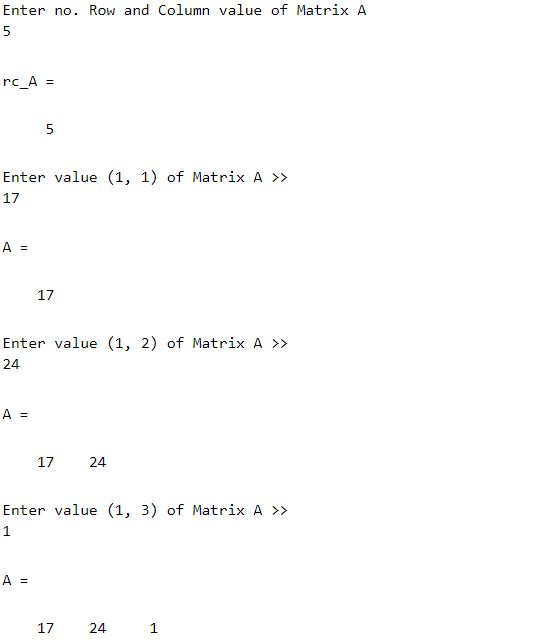 Enter no. Row and Column value of Matrix A
5
rc_A =
5
Enter value (1, 1) of Matrix A >>
17
A =
17
Enter value (1, 2) of Matrix A >>
24
A =
17 24
Enter value (1, 3) of Matrix A >>
1
A =
17 24 1